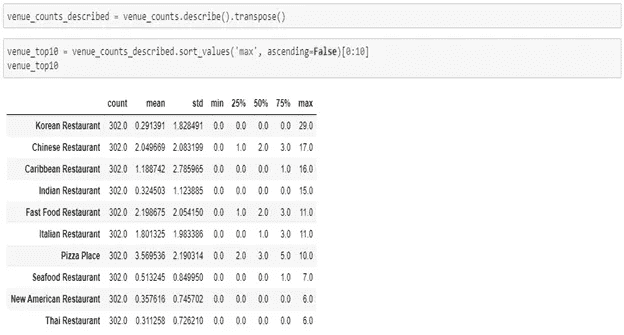 venue_counts_described = venue_counts.describe().transpose()
venue_top10 = venue_counts_described.sort_values('max', ascending=False)[0:10]
venue_top10
count mean std min 25% 50% 75% max
Korean Restaurant 302.0 0.291391 1.828491 0.0 0.0 0.0 0.0 29.0
Chinese Restaurant 302.0 2.049669 2.083199 0.0 1.0 2.0 3.0 17.0
Caribbean Restaurant 302.0 1.188742 2.785965 0.0 0.0 0.0 1.0 16.0
Indian Restaurant 302.0 0.324503 1.123885 0.0 0.0 0.0 0.0 15.0
Fast Food Restaurant 302.0 2.198675 2.054150 0.0 1.0 2.0 3.0 11.0
Italian Restaurant 302.0 1.801325 1.983386 0.0 0.0 1.0 3.0 11.0
Pizza Place 302.0 3.569536 2.190314 0.0 2.0 3.0 5.0 10.0
Seafood Restaurant 302.0 0.513245 0.849950 0.0 0.0 0.0 1.0 7.0
New American Restaurant 302.0 0.357616 0.745702 0.0 0.0 0.0 0.0 6.0
Thai Restaurant 302.0 0.311258 0.726210 0.0 0.0 0.0 0.0 6.0